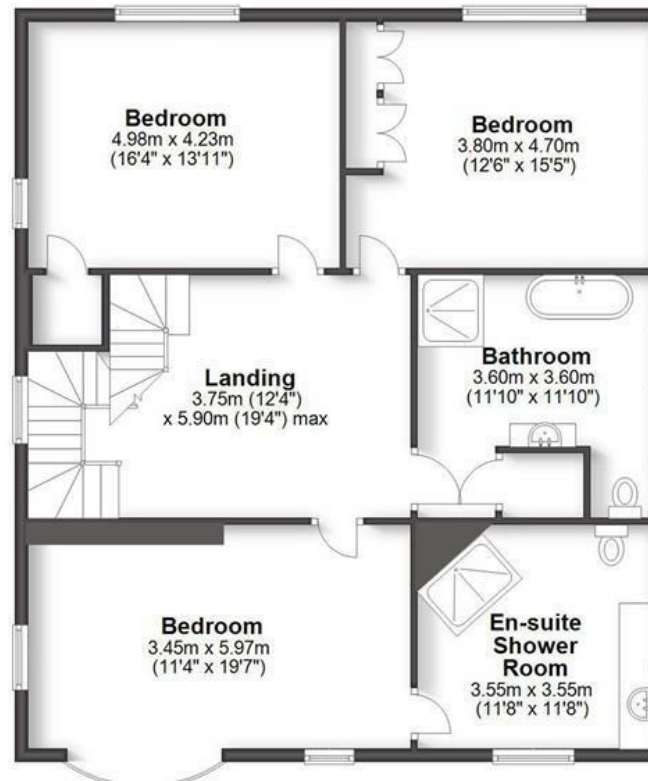 Bedroom
4.98m x 4.23m
(16'4" x 13'11")
Bedroom
3.80m x 4.70m
(12'6" x 15'5")
Landing
3.75m (12'4")
x 5.90m (19'4") max
Bathroom
3.60m x 3.60m
(11'10" x 11'10")
Bedroom
3.45m x 5.97m
(11'4" x 19'7")
En-suite
Shower
Room
3.55m x 3.55m
(11'8" x 11'8")